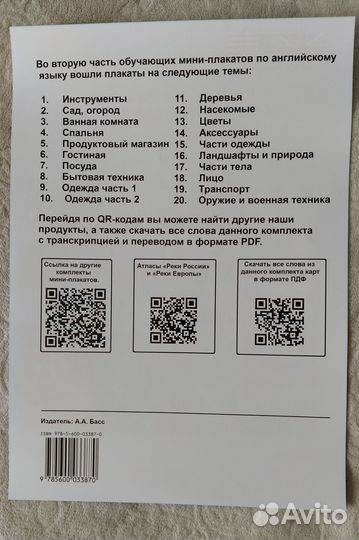 Во вторую часть обучающих мини-плакатов по английскому
языку вошли плакаты на следующие темы:
1. Инструменты
2. Сад, огород
3. Ванная комната
4. Спальня
5. Продуктовый магазин
6. Гостиная
7. Посуда
8. Бытовая техника
9. Одежда часть 1
10. Одежда часть 2
11. Деревья
12. Насекомые
13. Цветы
14. Аксессуары
15. Части одежды
16. Ландшафты и природа
17. Части тела
18. Лицо
19. Транспорт
20. Оружие и военная техника
Перейдя по QR-кодам вы можете найти другие наши
продукты, а также скачать все слова данного комплекта
с транскрипцией и переводом в формате PDF.
Ссылка на другие
комплекты
мини-плакатов.
Атласы «Реки России»
и «Реки Европы»
Скачать все слова из
данного комплекта карт
в формате ПДФ
Издатель: А.А. Басс
ISBN 978-5-600-03387-0
9 785600 033870
Avito